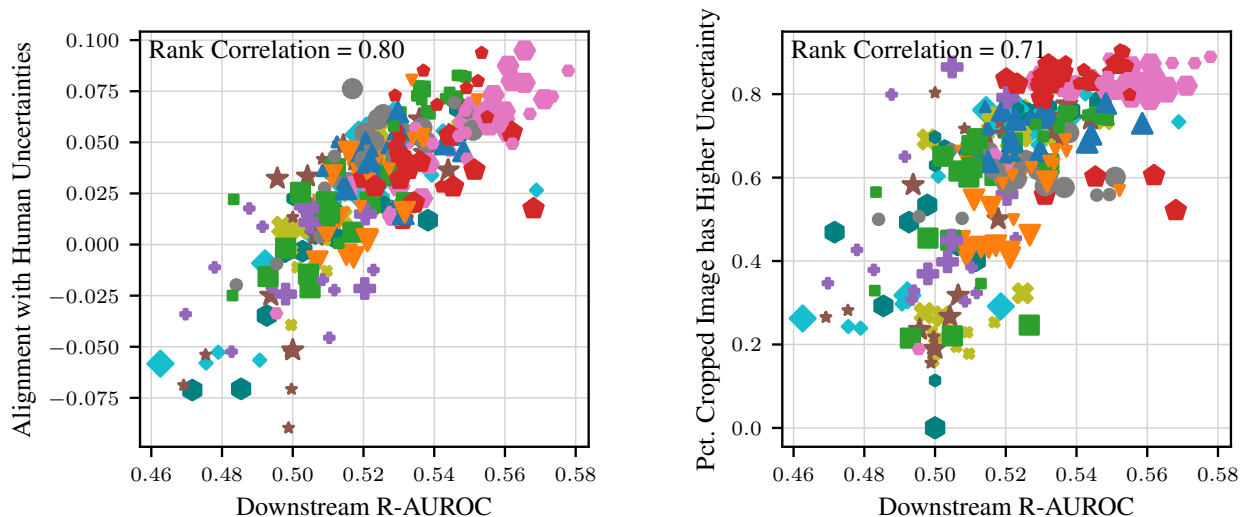 Rank Correlation = 0.80
Alignment with Human Uncertainties
0.100
0.075
0.050
0.025
0.000
−0.025
−0.050
−0.075
0.46 0.48 0.50 0.52 0.54 0.56 0.58
Downstream R-AUROC
Rank Correlation = 0.71
Pct. Cropped Image has Higher Uncertainty
0.8
0.6
0.4
0.2
0.0
0.46 0.48 0.50 0.52 0.54 0.56 0.58
Downstream R-AUROC